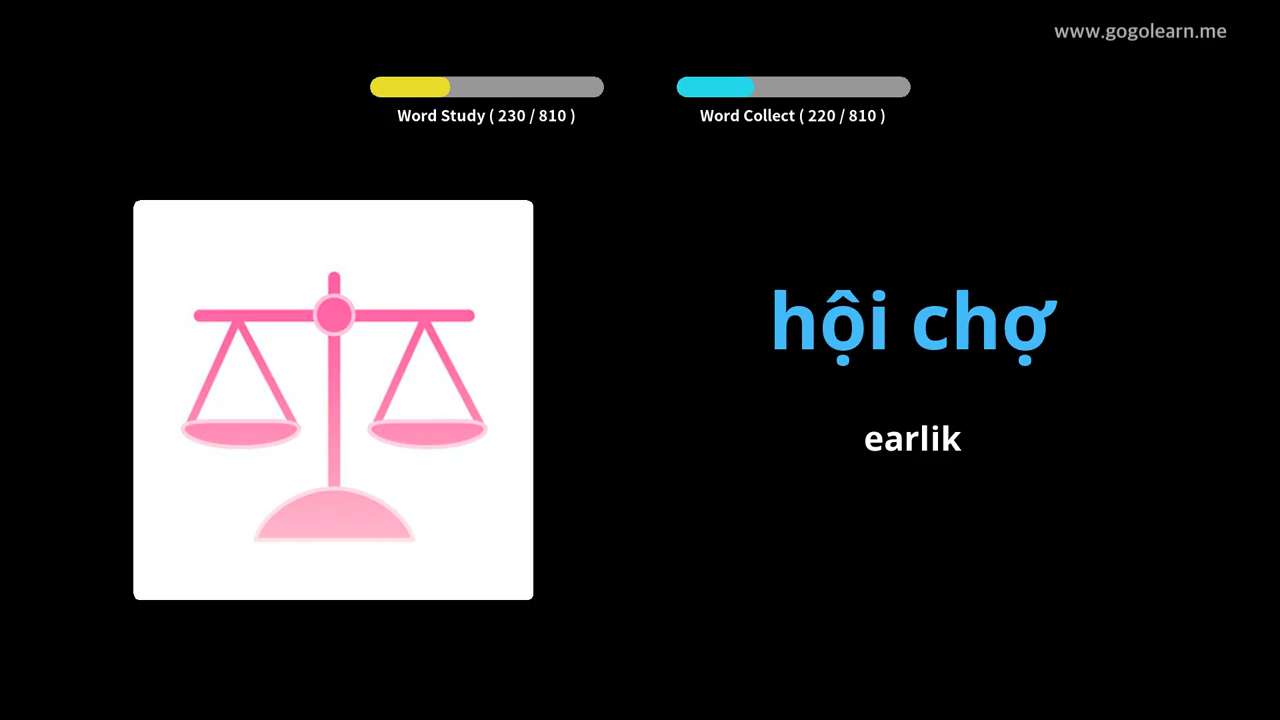 www.gogolearn.me
Word Study ( 230 / 810 )
Word Collect ( 220 / 810 )
hội chợ
earlik